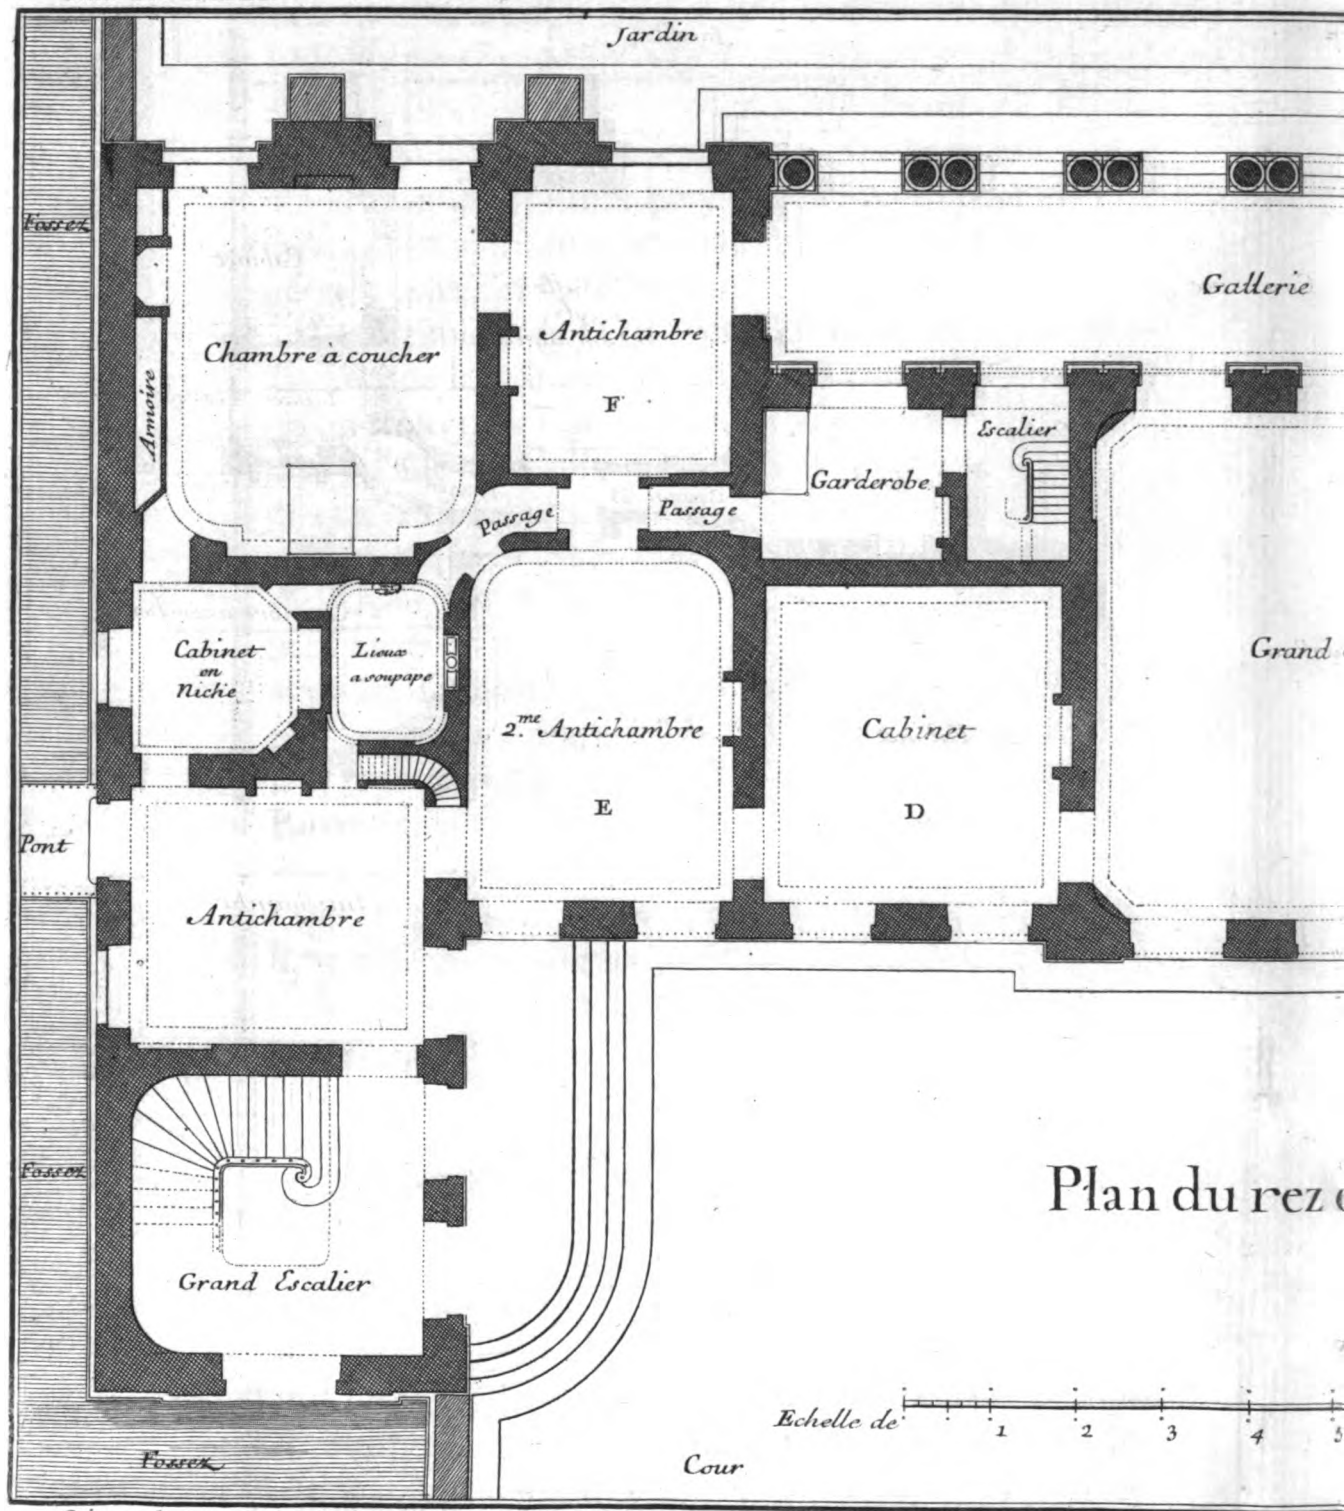 Jardin
Fossez
Gallerie
Antichambre
F
Chambre à coucher
Armoire
Escalier
Garderobe
Passage
Passage
Cabinet
en
Niche
Lieux
a soupape
Grand
2.me Antichambre
E
Cabinet
D
Pont
Antichambre
Fossez
Plan du rez
Grand Escalier
Echelle de
1
2
3
4
5
Fossez
Cour